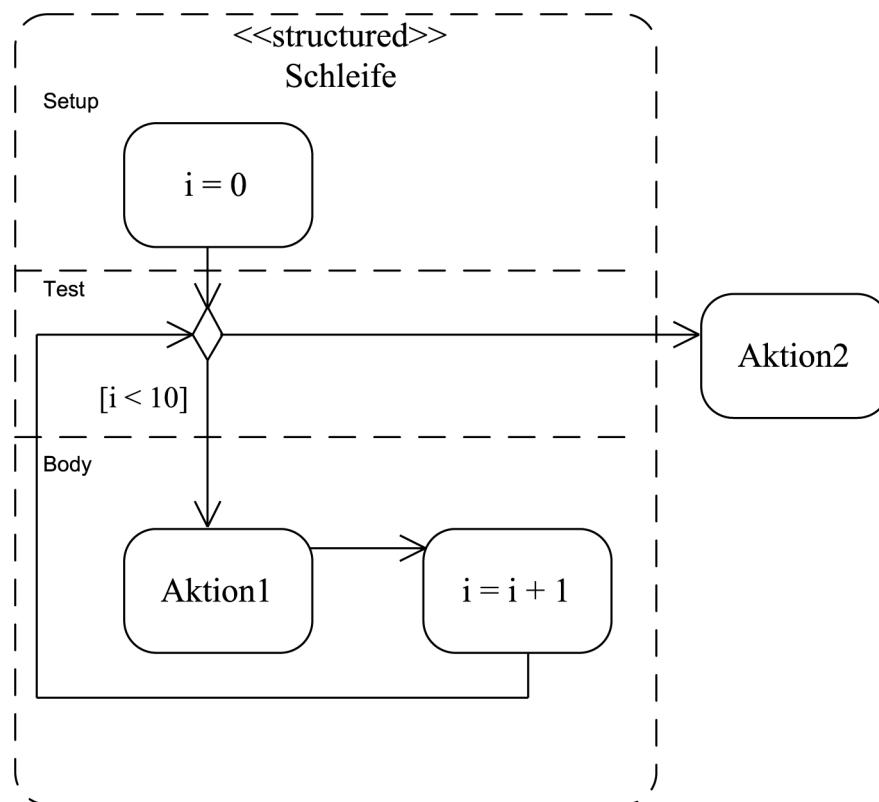 <<structured>>
Schleife
Setup
i = 0
Test
Aktion2
[i < 10]
Body
Aktion1
i = i + 1